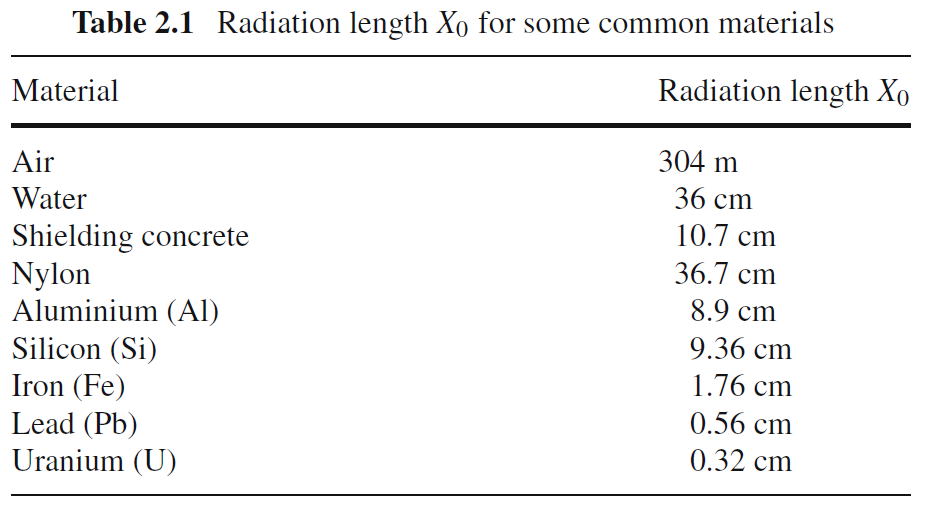 Table 2.1 Radiation length X₀ for some common materials
Material Radiation length X₀
Air 304 m
Water 36 cm
Shielding concrete 10.7 cm
Nylon 36.7 cm
Aluminium (Al) 8.9 cm
Silicon (Si) 9.36 cm
Iron (Fe) 1.76 cm
Lead (Pb) 0.56 cm
Uranium (U) 0.32 cm